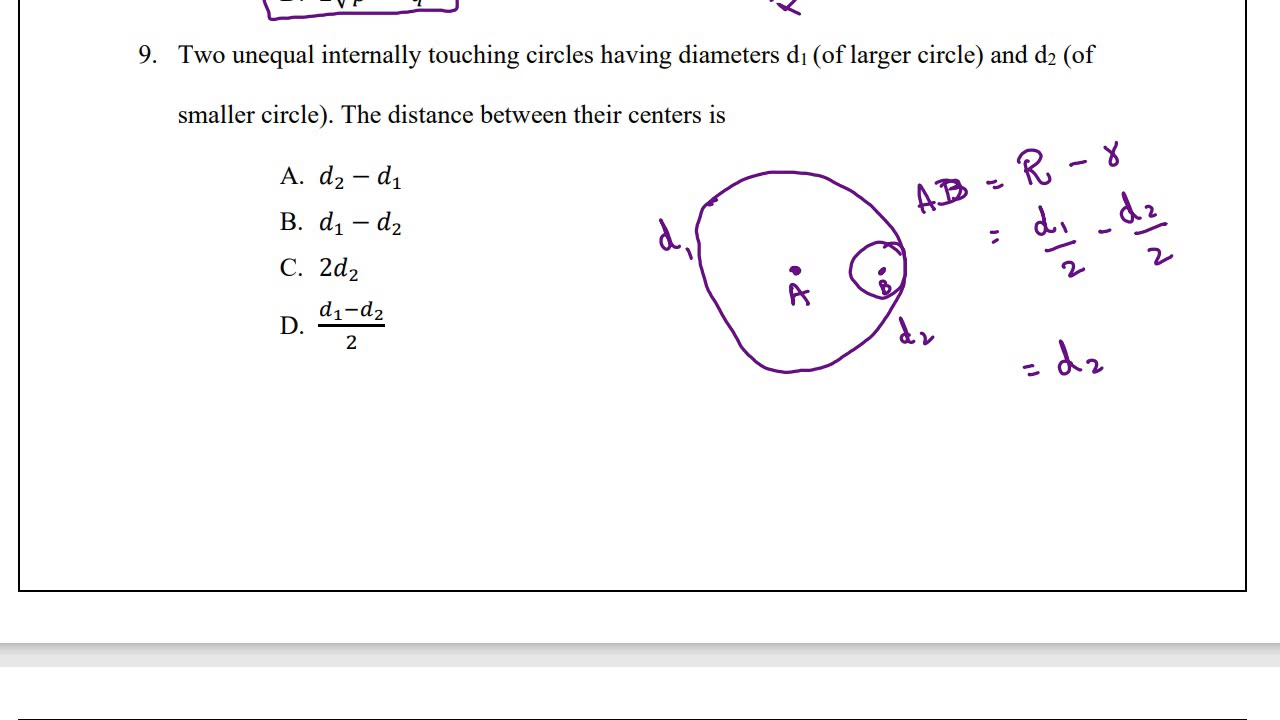 9. Two unequal internally touching circles having diameters d₁ (of larger circle) and d₂ (of
smaller circle). The distance between their centers is
A. d₂ − d₁
B. d₁ − d₂
C. 2d₂
D. (d₁−d₂)/2
d₁
A
B
d₂
AB = R - r
= d₁/2 - d₂/2
= d₂